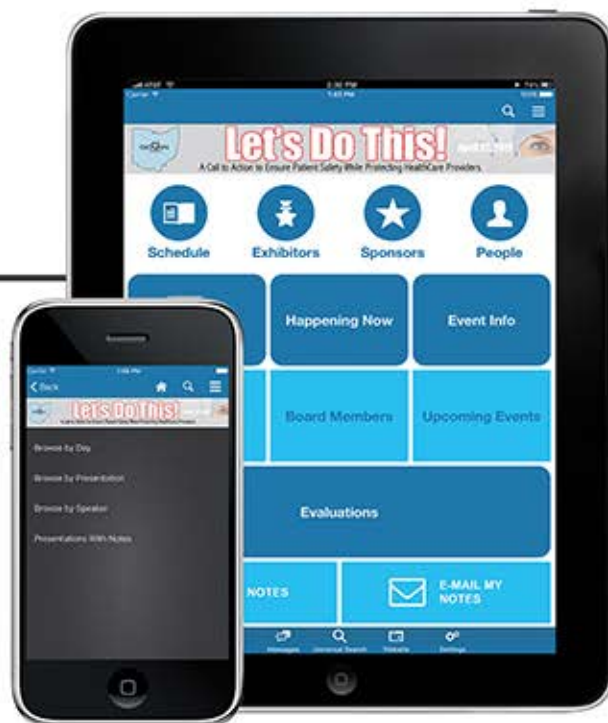 Let's Do This!
A Call to Action to Ensure Patient Safety While Protecting HealthCare Providers
Schedule
Exhibitors
Sponsors
People
Happening Now
Event Info
Board Members
Upcoming Events
Evaluations
NOTES
E-MAIL MY
NOTES
Messages
Universal Search
Settings
Back
Let's Do This!
Browse by Day
Browse by Presentation
Browse by Speaker
Presentations With Notes